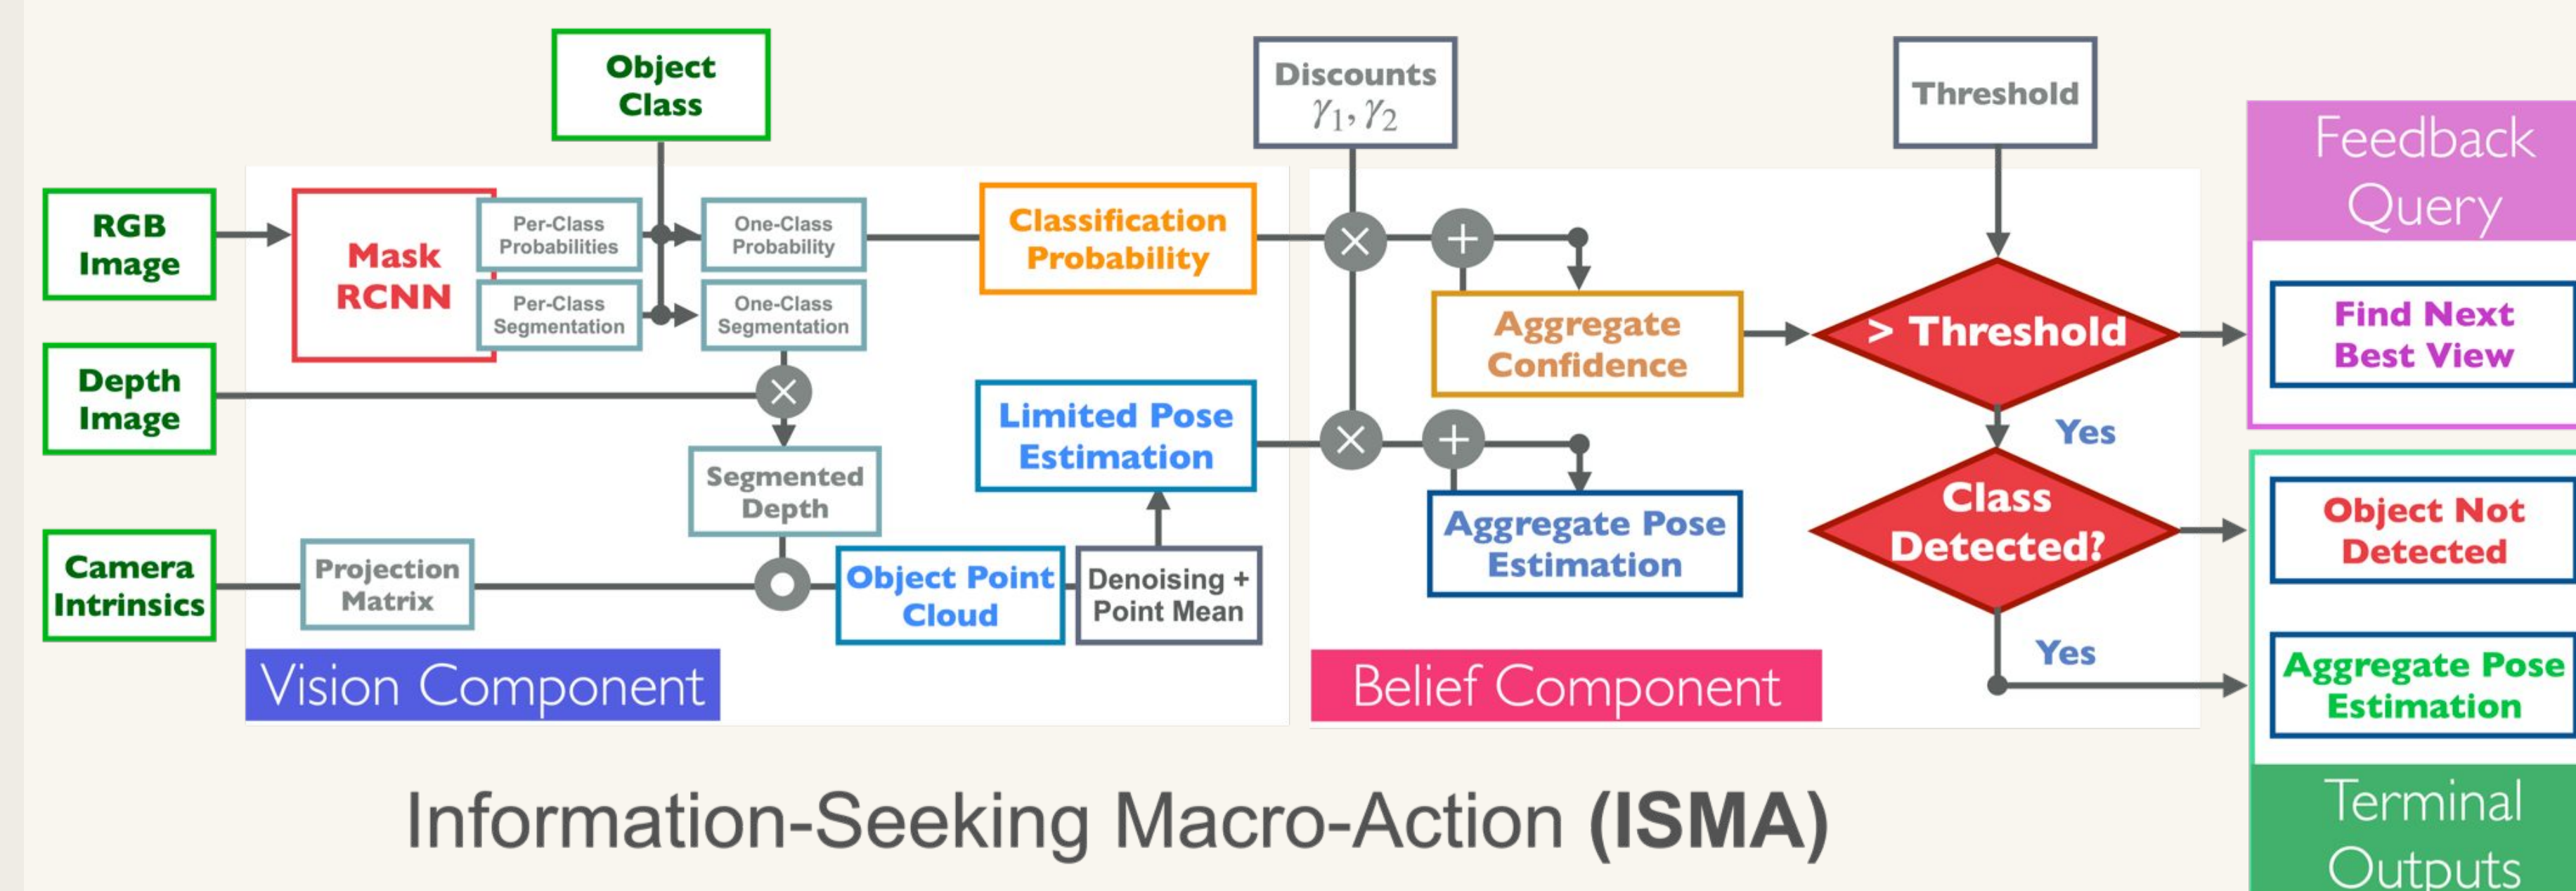 Object
Class
Discounts
γ₁, γ₂
Threshold
Feedback
Query
RGB
Image
Mask
RCNN
Per-Class
Probabilities
One-Class
Probability
Per-Class
Segmentation
One-Class
Segmentation
Classification
Probability
×
+
Aggregate
Confidence
> Threshold
Find Next
Best View
Yes
Depth
Image
×
Limited Pose
Estimation
×
+
Segmented
Depth
Aggregate Pose
Estimation
Class
Detected?
Object Not
Detected
Camera
Intrinsics
Projection
Matrix
Object Point
Cloud
Denoising +
Point Mean
Yes
Aggregate Pose
Estimation
Vision Component
Belief Component
Terminal
Outputs
Information-Seeking Macro-Action (ISMA)